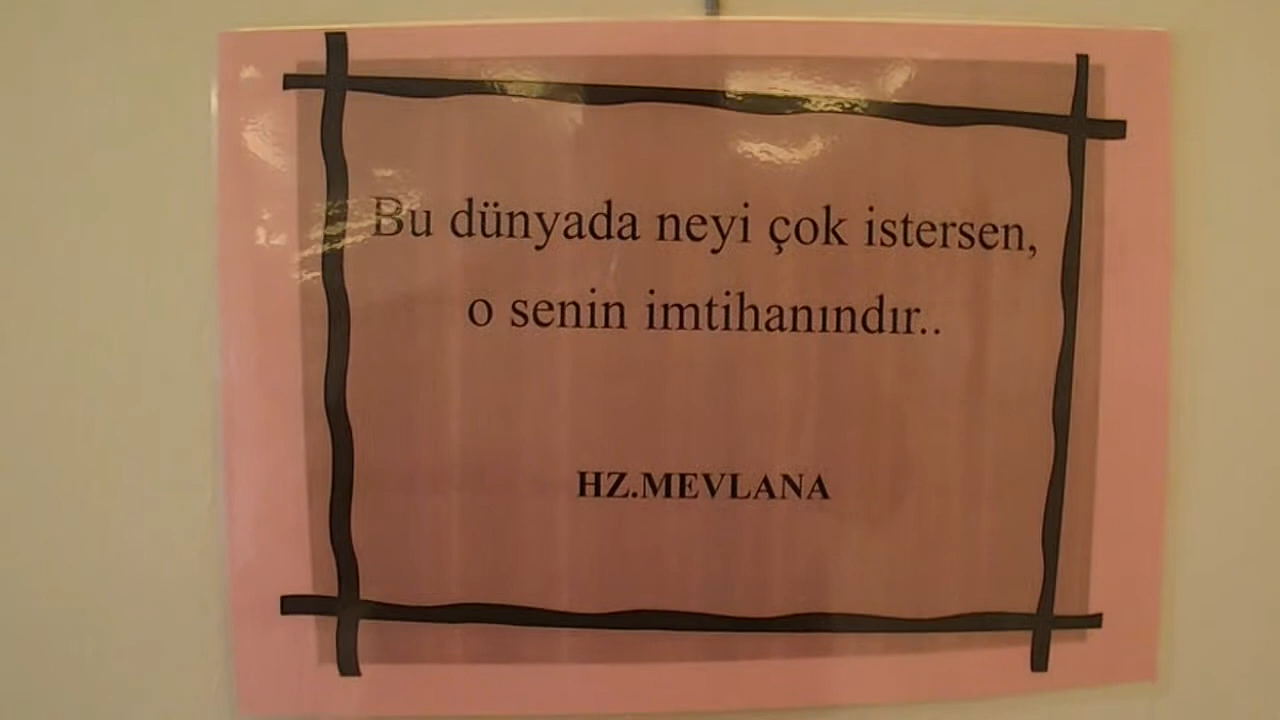 Bu dünyada neyi çok istersen,
o senin imtihanındır..
HZ.MEVLANA